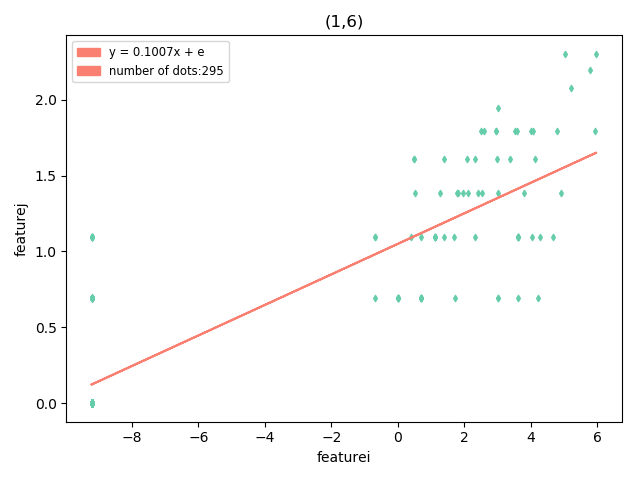 (1,6)
y = 0.1007x + e
number of dots:295
2.0
1.5
1.0
0.5
0.0
featurej
−8 −6 −4 −2 0 2 4 6
featurei